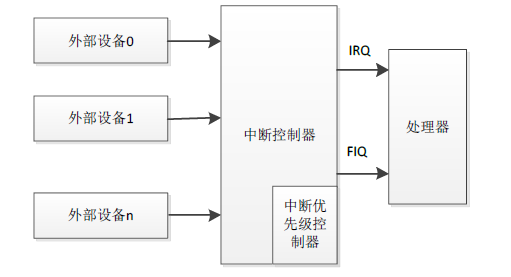 外部设备0
IRQ
外部设备1
中断控制器
处理器
FIQ
外部设备n
中断优
先级控
制器